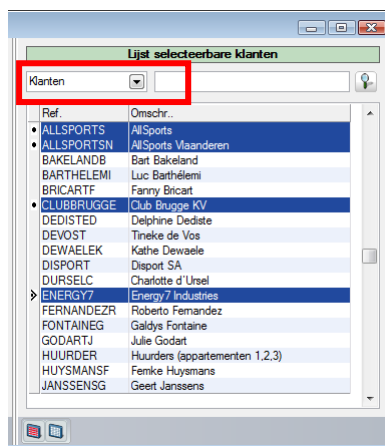 Lijst selecteerbare klanten
Klanten
Ref. Omschr..
ALLSPORTS AllSports
ALLSPORTSN AllSports Vlaanderen
BAKELANDB Bart Bakeland
BARTHELEMI Luc Barthélemi
BRICARTF Fanny Bricart
CLUBBRUGGE Club Brugge KV
DEDISTED Delphine Dediste
DEVOST Tineke de Vos
DEWAELEK Kathe Dewaele
DISPORT Disport SA
DURSELC Charlotte d'Ursel
ENERGY7 Energy7 Industries
FERNANDEZR Roberto Fernandez
FONTAINEG Galdys Fontaine
GODARTJ Julie Godart
HUURDER Huurders (appartementen 1,2,3)
HUYSMANSF Femke Huysmans
JANSSENSG Geert Janssens